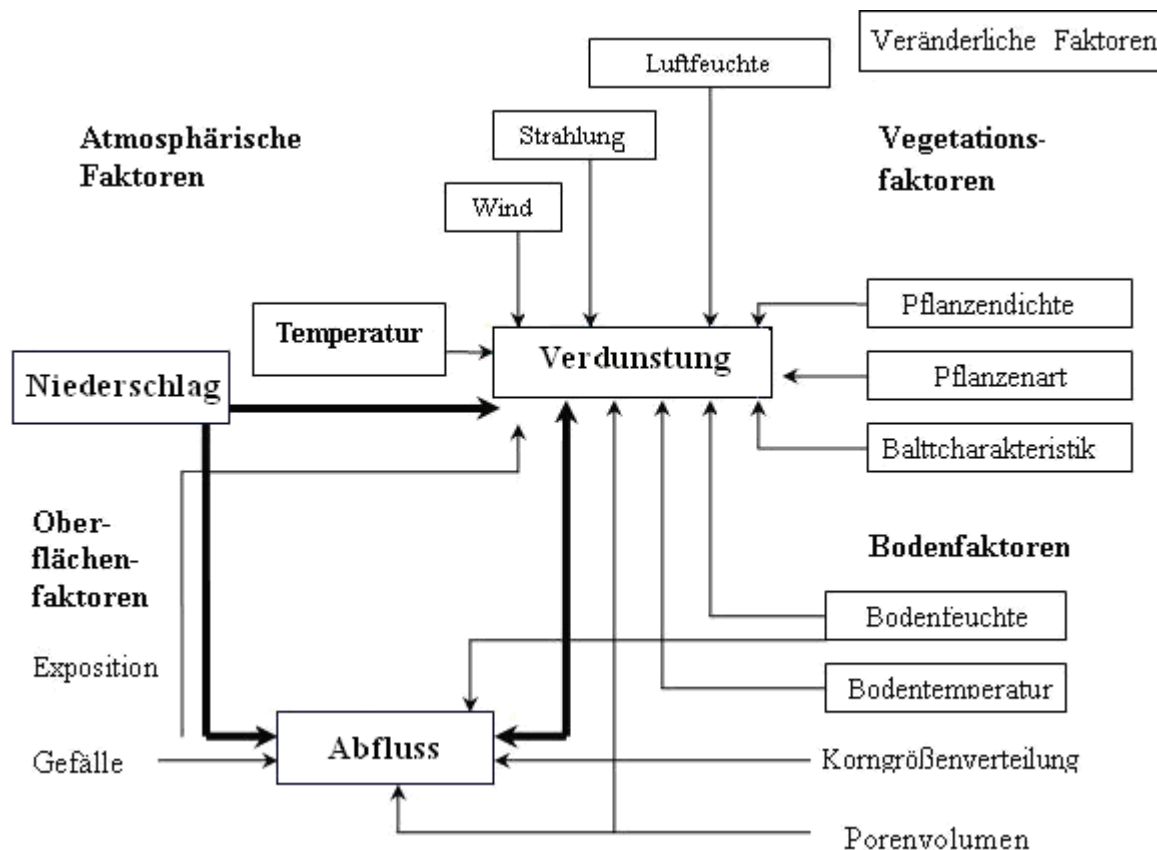 Veränderliche Faktoren
Luftfeuchte
Atmosphärische
Faktoren
Strahlung
Vegetations-
faktoren
Wind
Pflanzendichte
Temperatur
Verdunstung
Niederschlag
Pflanzenart
Balttcharakteristik
Ober-
flächen-
faktoren
Bodenfaktoren
Bodenfeuchte
Exposition
Bodentemperatur
Abfluss
Gefälle
Korngrößenverteilung
Porenvolumen